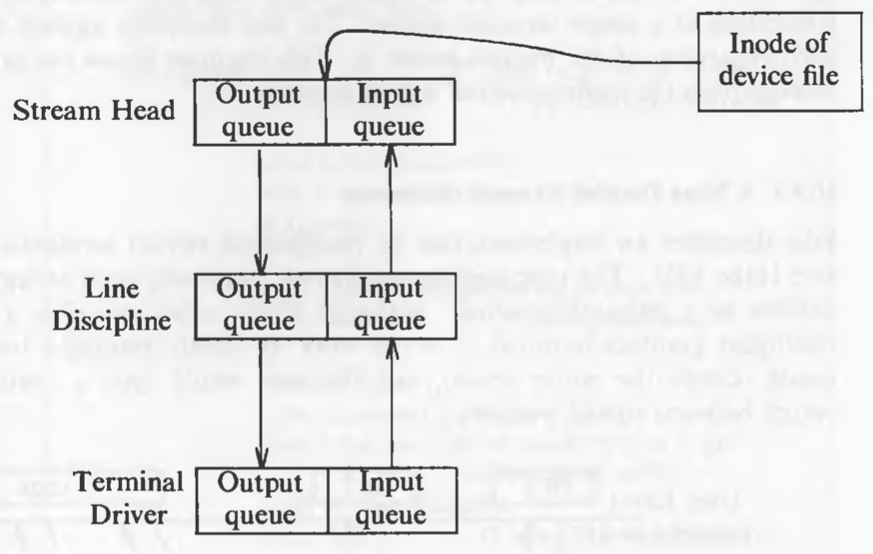 Inode of
device file
Stream Head
Output
queue
Input
queue
Line
Discipline
Output
queue
Input
queue
Terminal
Driver
Output
queue
Input
queue